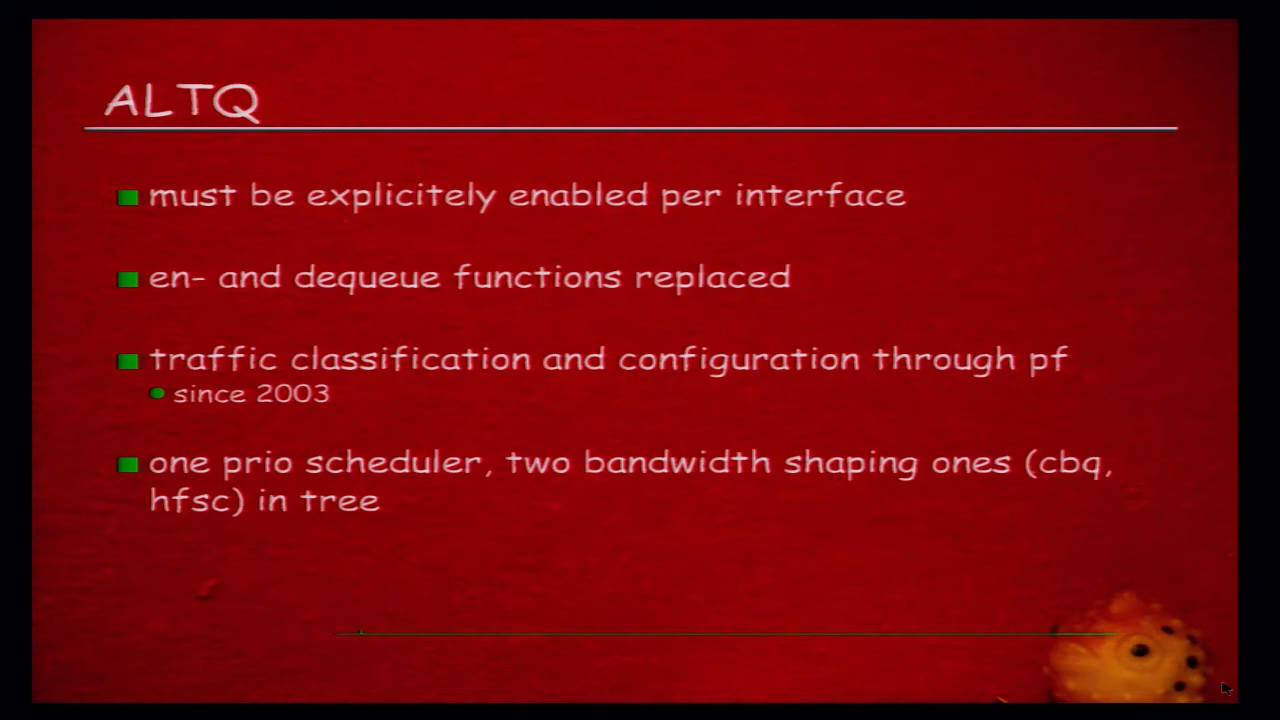 ALTQ
must be explicitely enabled per interface
en- and dequeue functions replaced
traffic classification and configuration through pf
since 2003
one prio scheduler, two bandwidth shaping ones (cbq,
hfsc) in tree